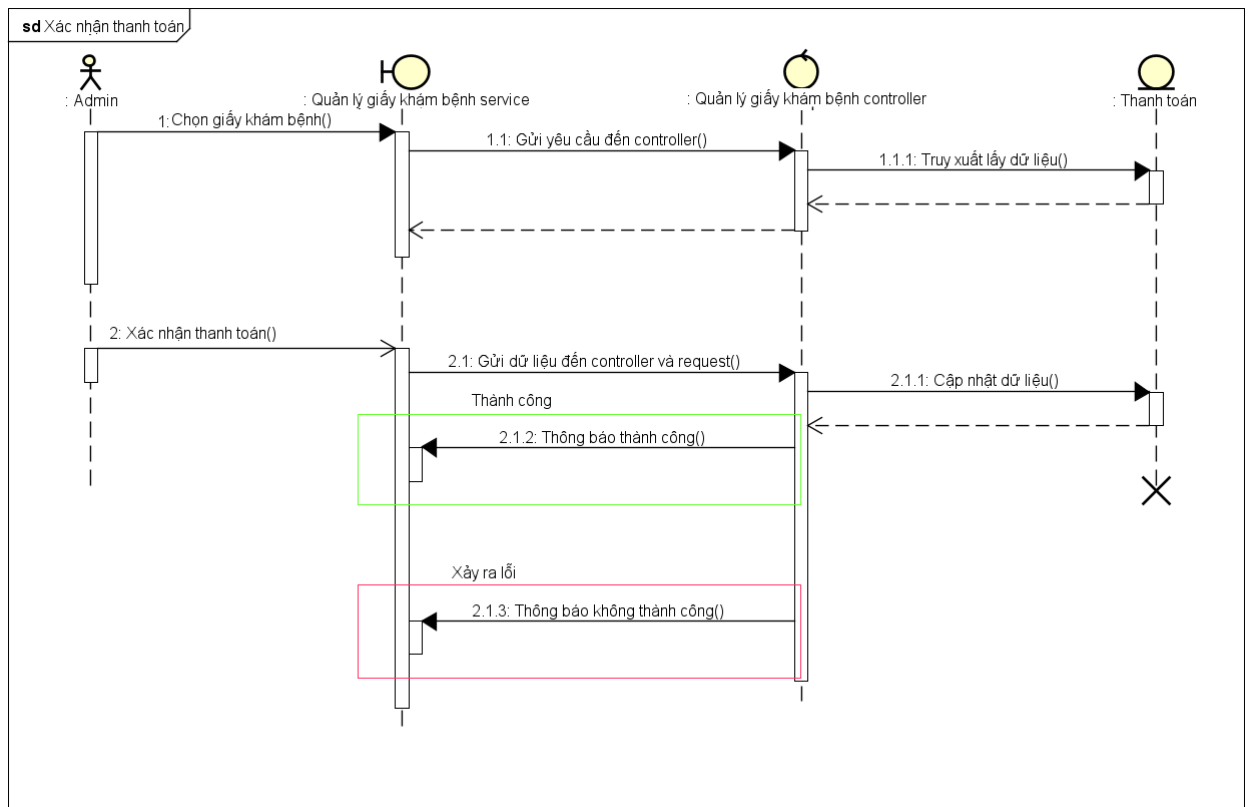 sd Xác nhận thanh toán
: Admin
: Quản lý giấy khám bệnh service
: Quản lý giấy khám bệnh controller
: Thanh toán
1: Chọn giấy khám bệnh()
1.1: Gửi yêu cầu đến controller()
1.1.1: Truy xuất lấy dữ liệu()
2: Xác nhận thanh toán()
2.1: Gửi dữ liệu đến controller và request()
2.1.1: Cập nhật dữ liệu()
Thành công
2.1.2: Thông báo thành công()
Xảy ra lỗi
2.1.3: Thông báo không thành công()